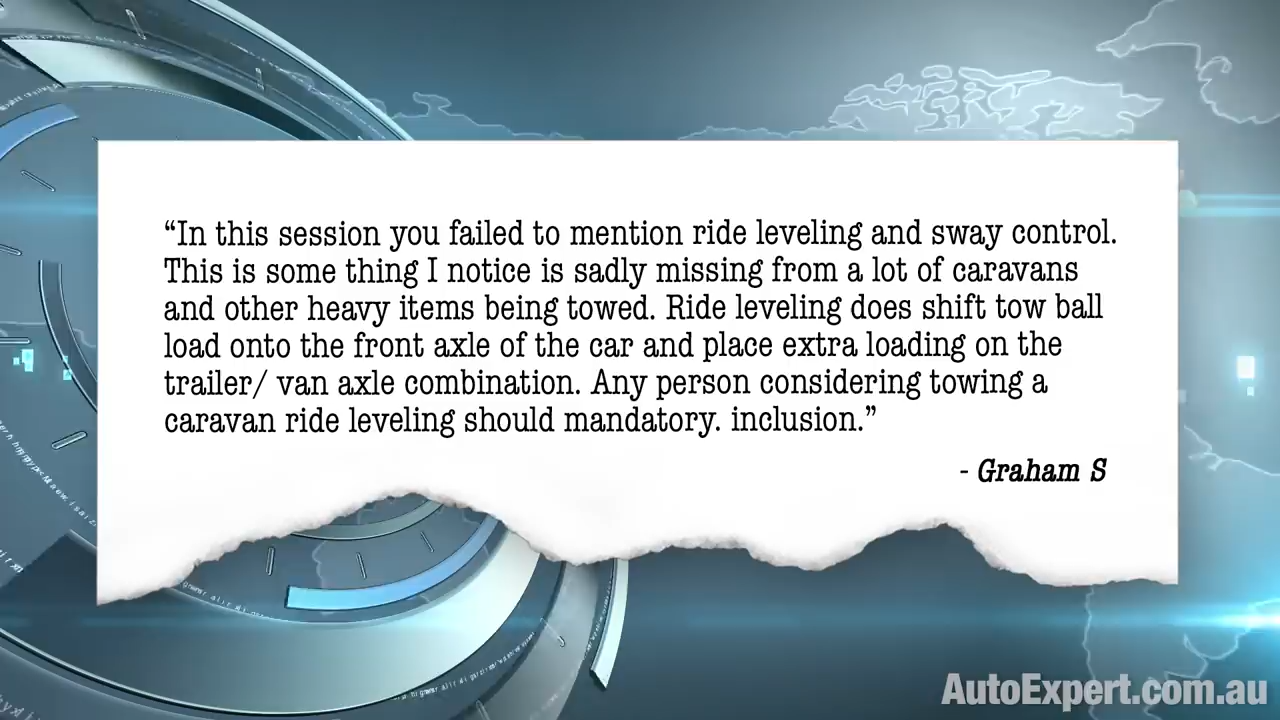 “In this session you failed to mention ride leveling and sway control.
This is some thing I notice is sadly missing from a lot of caravans
and other heavy items being towed. Ride leveling does shift tow ball
load onto the front axle of the car and place extra loading on the
trailer/ van axle combination. Any person considering towing a
caravan ride leveling should mandatory. inclusion.”
- Graham S
AutoExpert.com.au